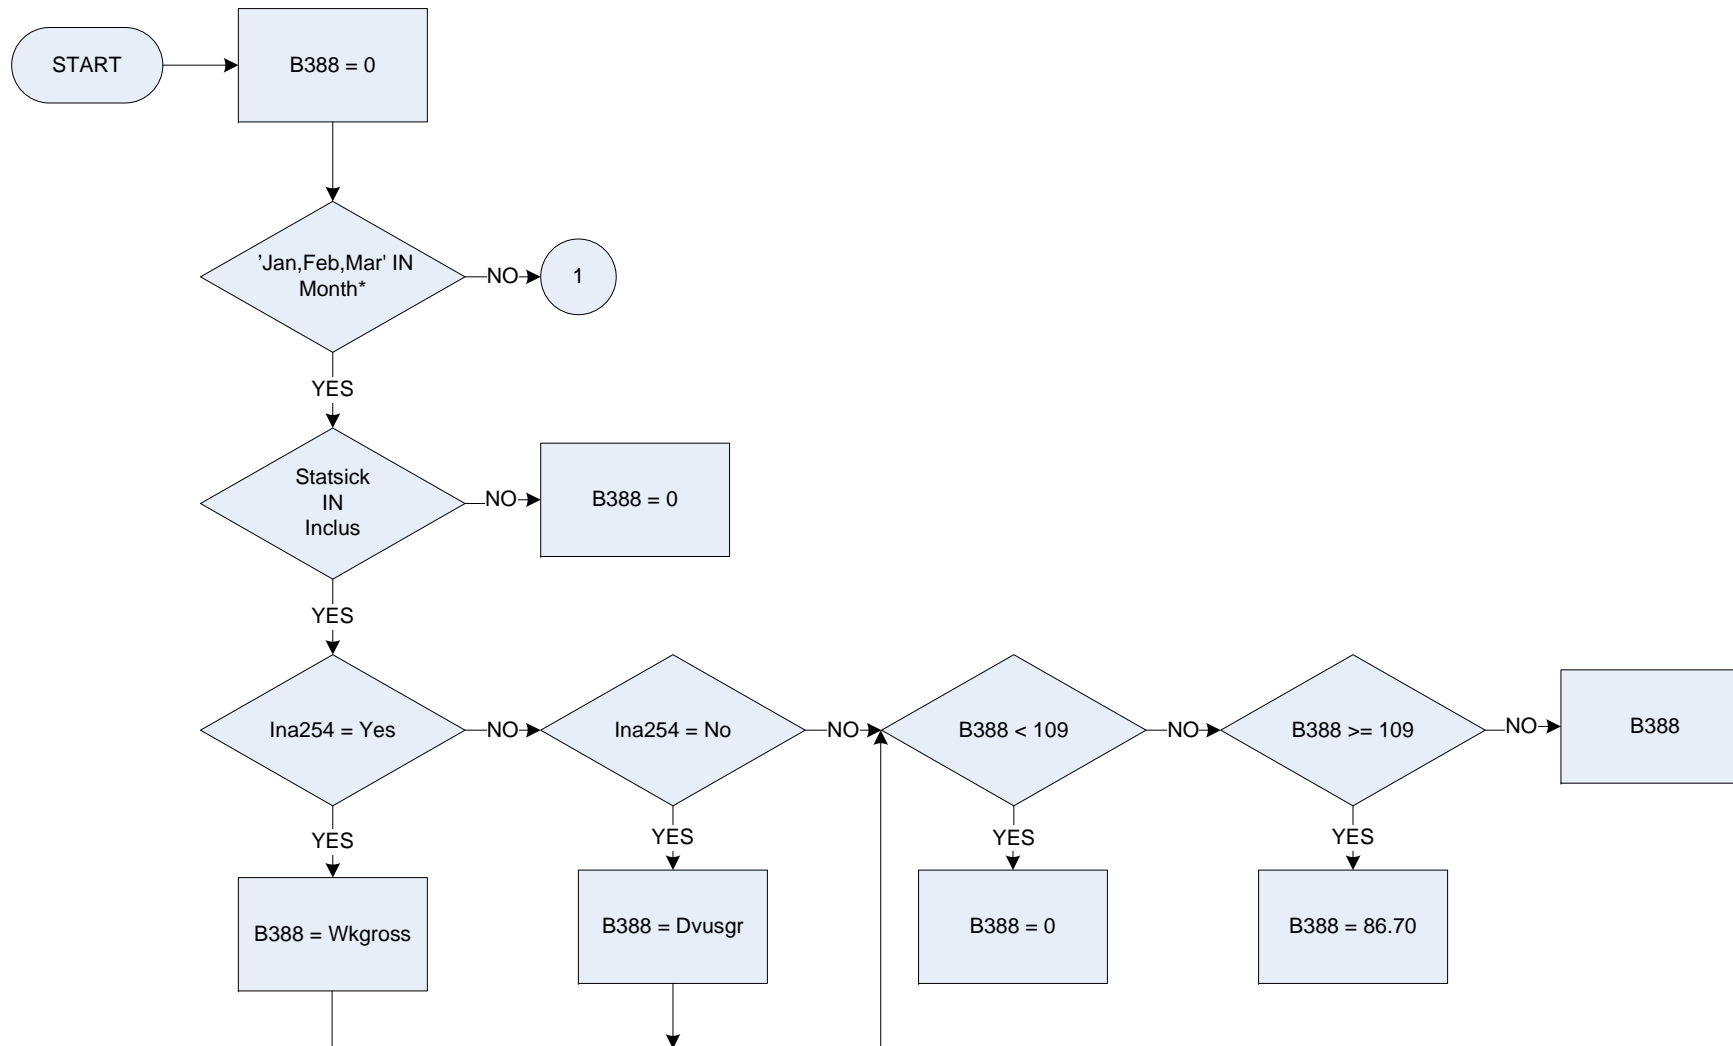 START
B388 = 0
'Jan,Feb,Mar' IN
Month*
NO
1
YES
Statsick
IN
Inclus
NO
B388 = 0
YES
Ina254 = Yes
NO
Ina254 = No
NO
B388 < 109
NO
B388 >= 109
NO
B388
YES
YES
YES
YES
B388 = Wkgross
B388 = Dvusgr
B388 = 0
B388 = 86.70